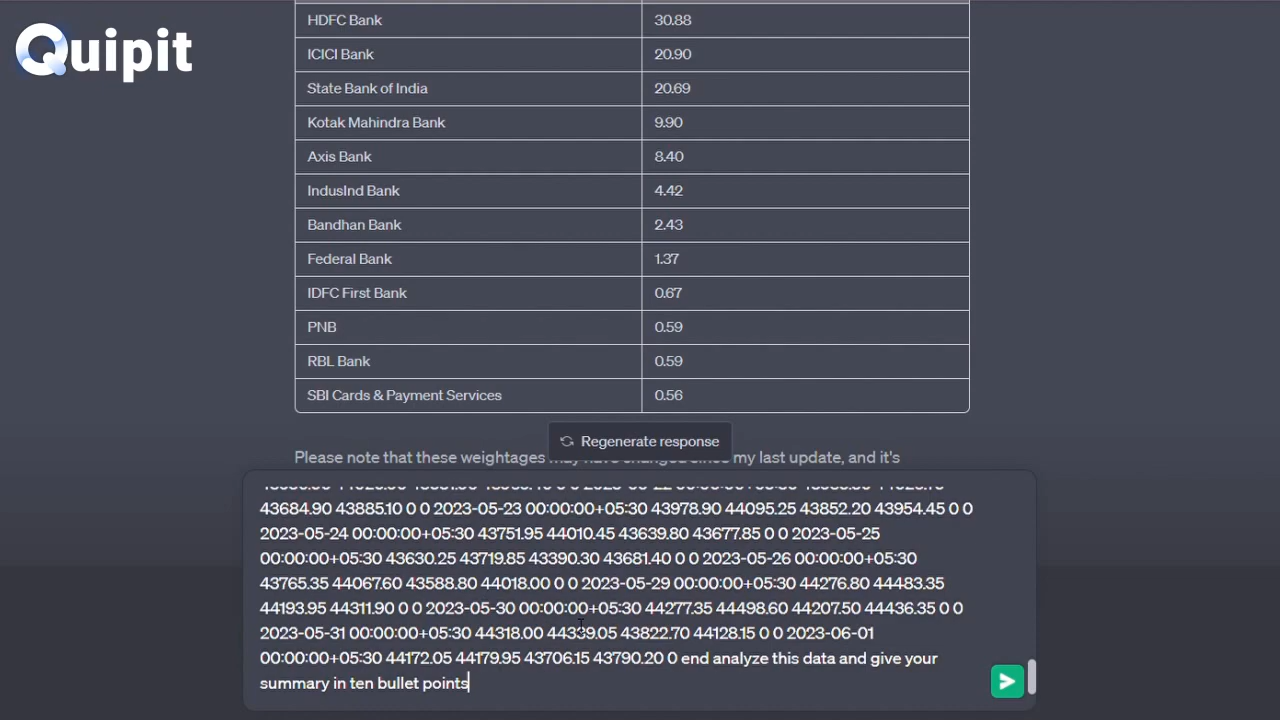 Quipit
HDFC Bank 30.88
ICICI Bank 20.90
State Bank of India 20.69
Kotak Mahindra Bank 9.90
Axis Bank 8.40
IndusInd Bank 4.42
Bandhan Bank 2.43
Federal Bank 1.37
IDFC First Bank 0.67
PNB 0.59
RBL Bank 0.59
SBI Cards & Payment Services 0.56
Regenerate response
Please note that these weightages may have changed since my last update, and it's
43684.90 43885.10 0 0 2023-05-23 00:00:00+05:30 43978.90 44095.25 43852.20 43954.45 0 0
2023-05-24 00:00:00+05:30 43751.95 44010.45 43639.80 43677.85 0 0 2023-05-25
00:00:00+05:30 43630.25 43719.85 43390.30 43681.40 0 0 2023-05-26 00:00:00+05:30
43765.35 44067.60 43588.80 44018.00 0 0 2023-05-29 00:00:00+05:30 44276.80 44483.35
44193.95 44311.90 0 0 2023-05-30 00:00:00+05:30 44277.35 44498.60 44207.50 44436.35 0 0
2023-05-31 00:00:00+05:30 44318.00 44339.05 43822.70 44128.15 0 0 2023-06-01
00:00:00+05:30 44172.05 44179.95 43706.15 43790.20 0 end analyze this data and give your
summary in ten bullet points